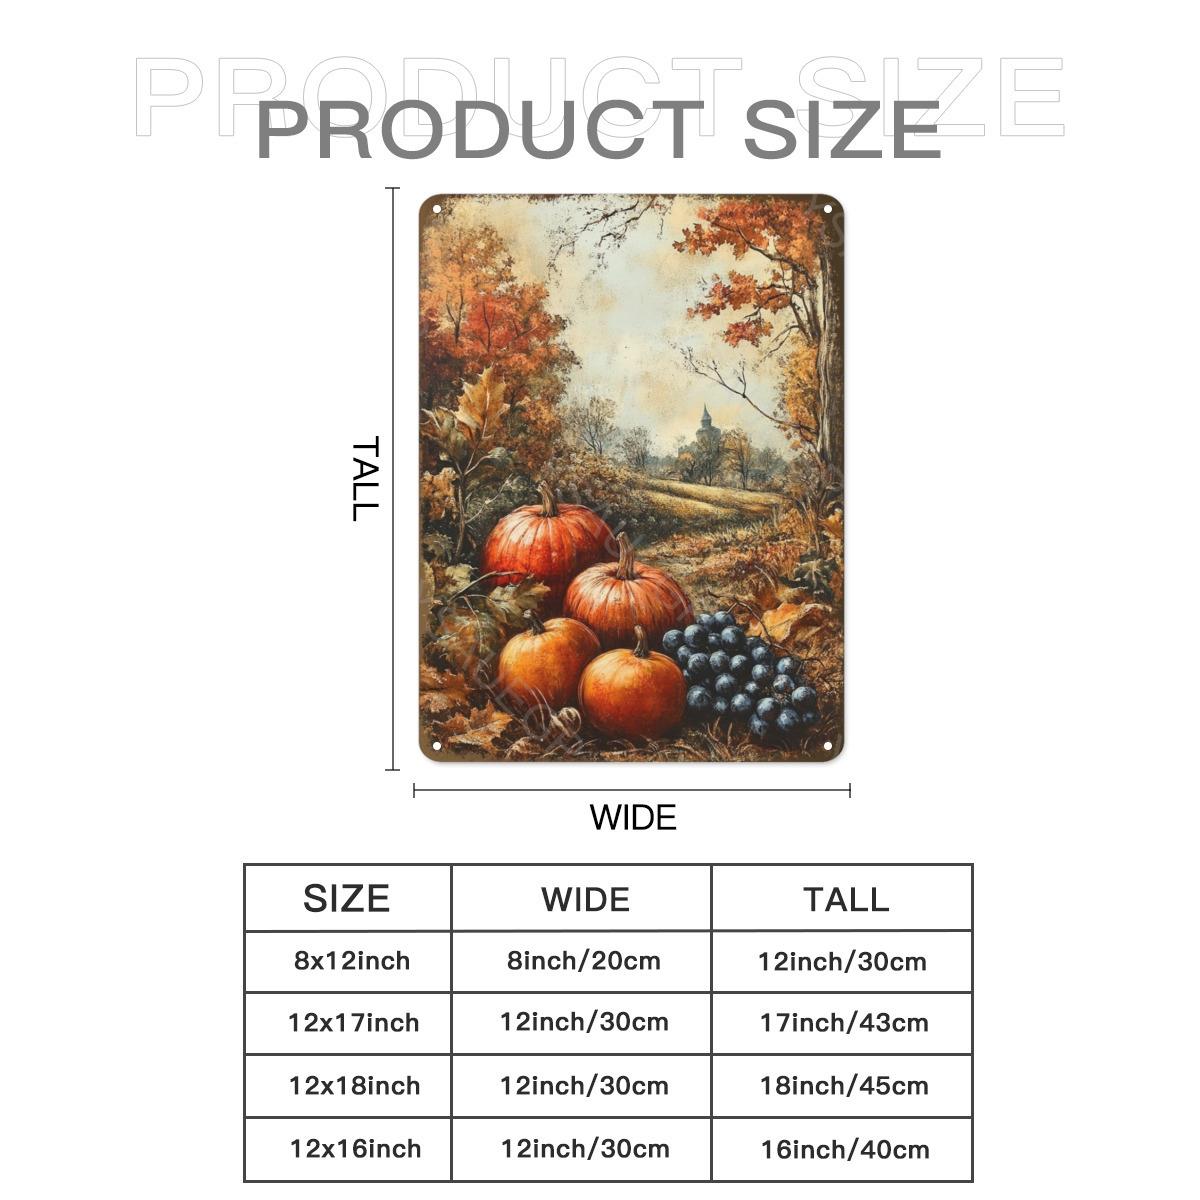 PRODUCT SIZE
PRODUCT SIZE
TALL
WIDE
SIZE WIDE TALL
8x12inch 8inch/20cm 12inch/30cm
12x17inch 12inch/30cm 17inch/43cm
12x18inch 12inch/30cm 18inch/45cm
12x16inch 12inch/30cm 16inch/40cm